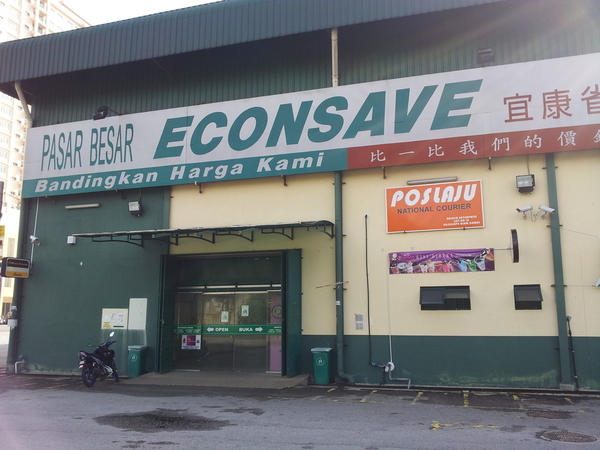 PASAR BESAR ECONSAVE 宜康省
Bandingkan Harga Kami 比一比我們的價
POSLAJU
NATIONAL COURIER
OPEN BUKA